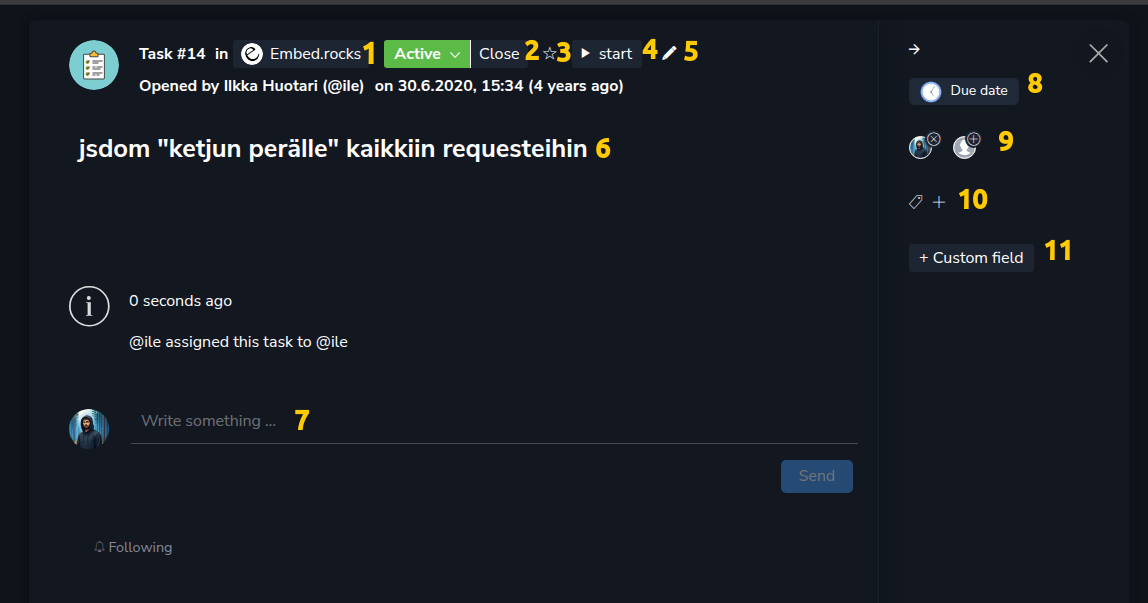 Task #14 in Embed.rocks 1 Active Close 2 3 start 4 5
Opened by Ilkka Huotari (@ile) on 30.6.2020, 15:34 (4 years ago)
jsdom "ketjun perälle" kaikkiin requesteihin 6
0 seconds ago
@ile assigned this task to @ile
Write something ... 7
Send
Following
Due date 8
9
10
+ Custom field 11